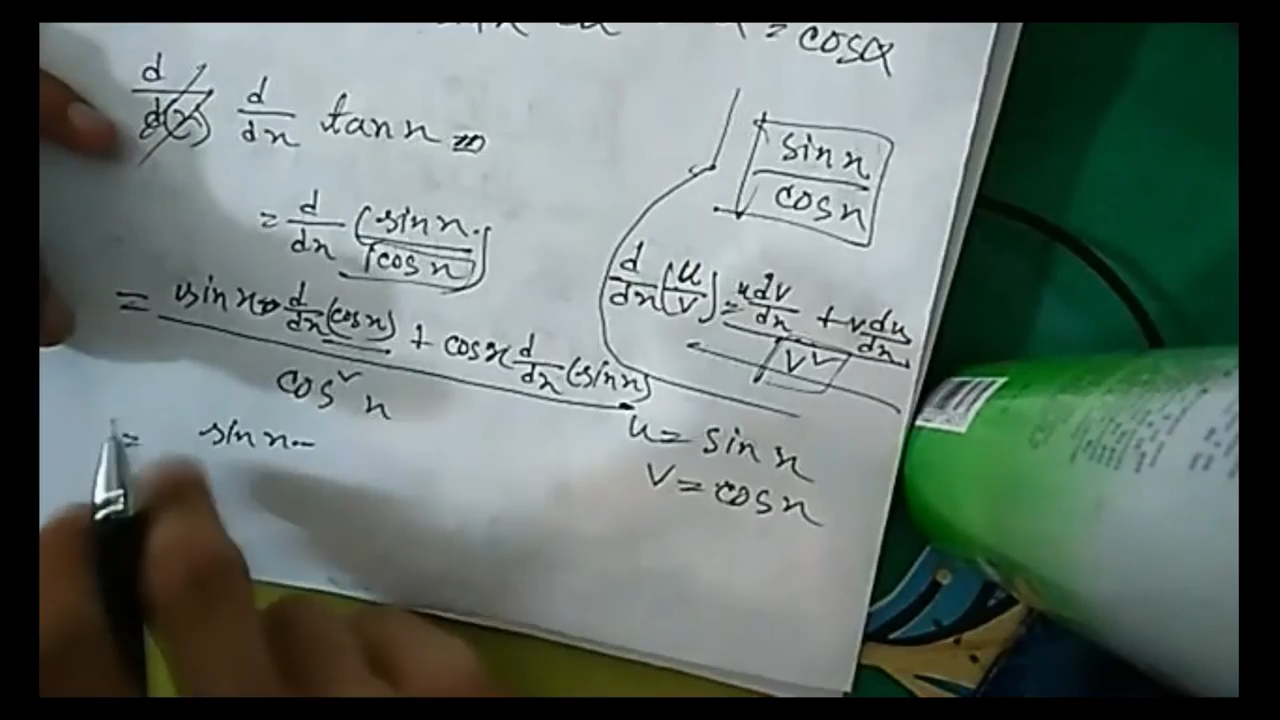 = cosα
d/d(x) d/dx tan x =
sin x / cos x
= d/dx (sin x / cos x)
d/dx (u/v) = u dv/dx + v du/dx / v²
= sin x d/dx (cos x) + cos x d/dx (sin x) / cos² x
u = sin x
v = cos x
= sin x